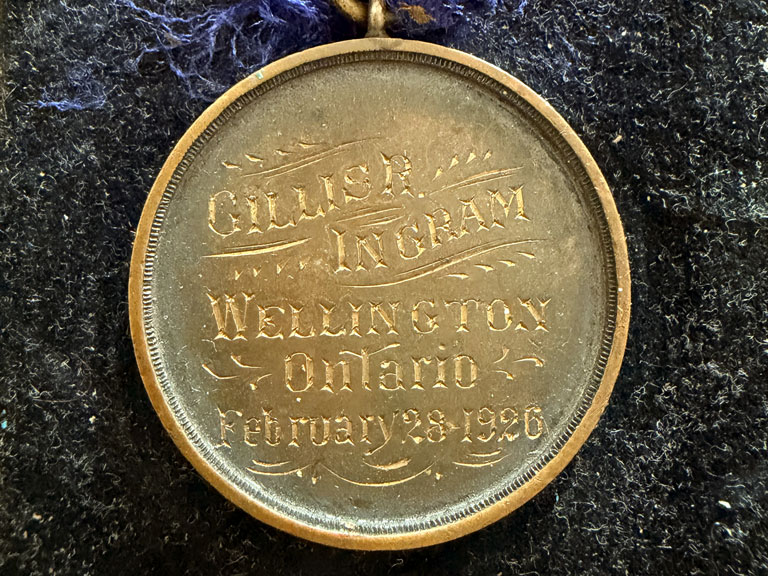 GILLIS R.
INGRAM
WELLINGTON
Ontario
February 28-1926